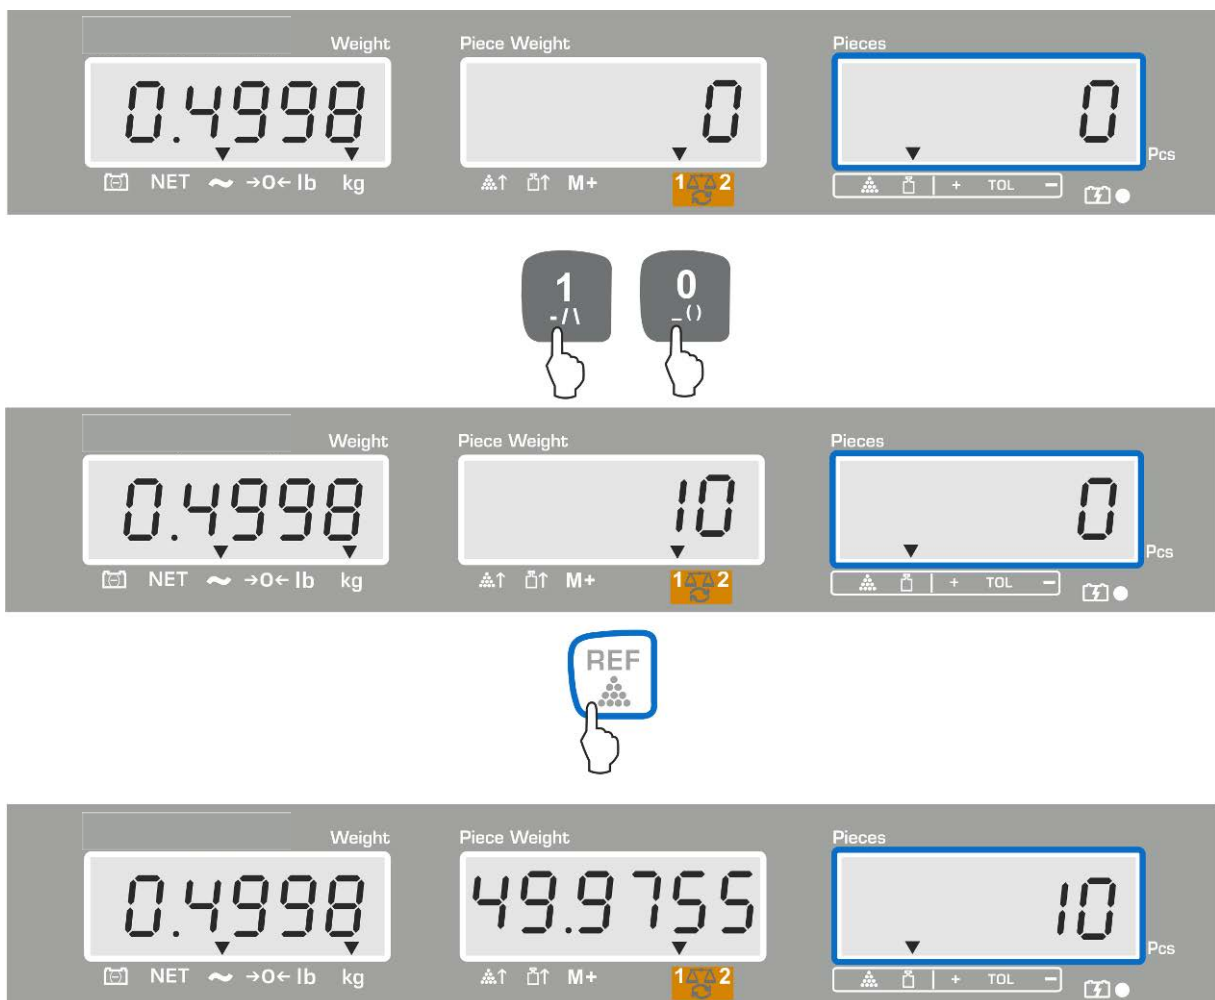 Weight Piece Weight Pieces
0.4998 0 0
Pcs
NET ~ →0← lb kg M+ 1 2 + TOL −
1 0
-/\ _()
Weight Piece Weight Pieces
0.4998 10 0
Pcs
NET ~ →0← lb kg M+ 1 2 + TOL −
REF
Weight Piece Weight Pieces
0.4998 49.9755 10
Pcs
NET ~ →0← lb kg M+ 1 2 + TOL −